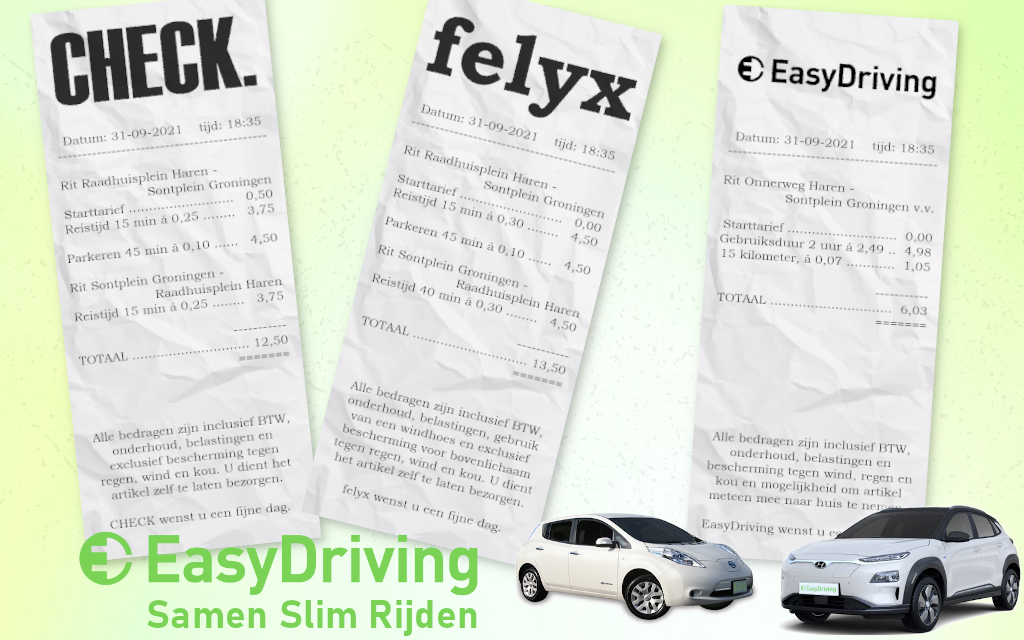 CHECK.
Datum: 31-09-2021 tijd: 18:35
Rit Raadhuisplein Haren -
Sontplein Groningen
Starttarief .......................... 0,50
Reistijd 15 min á 0,25 ........ 3,75
Parkeren 45 min á 0,10 ...... 4,50
Rit Sontplein Groningen -
Raadhuisplein Haren
Reistijd 15 min á 0,25 ........ 3,75
-----------
TOTAAL ............................. 12,50
=======
Alle bedragen zijn inclusief BTW,
onderhoud, belastingen en
exclusief bescherming tegen
regen, wind en kou. U dient het
artikel zelf te laten bezorgen.
CHECK wenst u een fijne dag.
felyx
Datum: 31-09-2021 tijd: 18:35
Rit Raadhuisplein Haren -
Sontplein Groningen
Starttarief .......................... 0,00
Reistijd 15 min á 0,30 ........ 4,50
Parkeren 45 min á 0,10 ...... 4,50
Rit Sontplein Groningen -
Raadhuisplein Haren
Reistijd 40 min á 0,30 ........ 4,50
-----------
TOTAAL ............................. 13,50
=======
Alle bedragen zijn inclusief BTW,
onderhoud, belastingen, gebruik
van een windhoes en exclusief
bescherming voor bovenlichaam
tegen regen, wind en kou. U dient
het artikel zelf te laten bezorgen.
felyx wenst u een fijne dag.
EasyDriving
Datum: 31-09-2021 tijd: 18:35
Rit Onnerweg Haren -
Sontplein Groningen v.v.
Starttarief ............................ 0,00
Gebruiksduur 2 uur á 2,49 .. 4,98
15 kilometer, á 0,07 ............ 1,05
-----------
TOTAAL .............................. 6,03
=======
Alle bedragen zijn inclusief BTW,
onderhoud, belastingen en
bescherming tegen wind, regen en
kou en mogelijkheid om artikel
meteen mee naar huis te nemen.
EasyDriving wenst u
EasyDriving
Samen Slim Rijden
EasyDriving